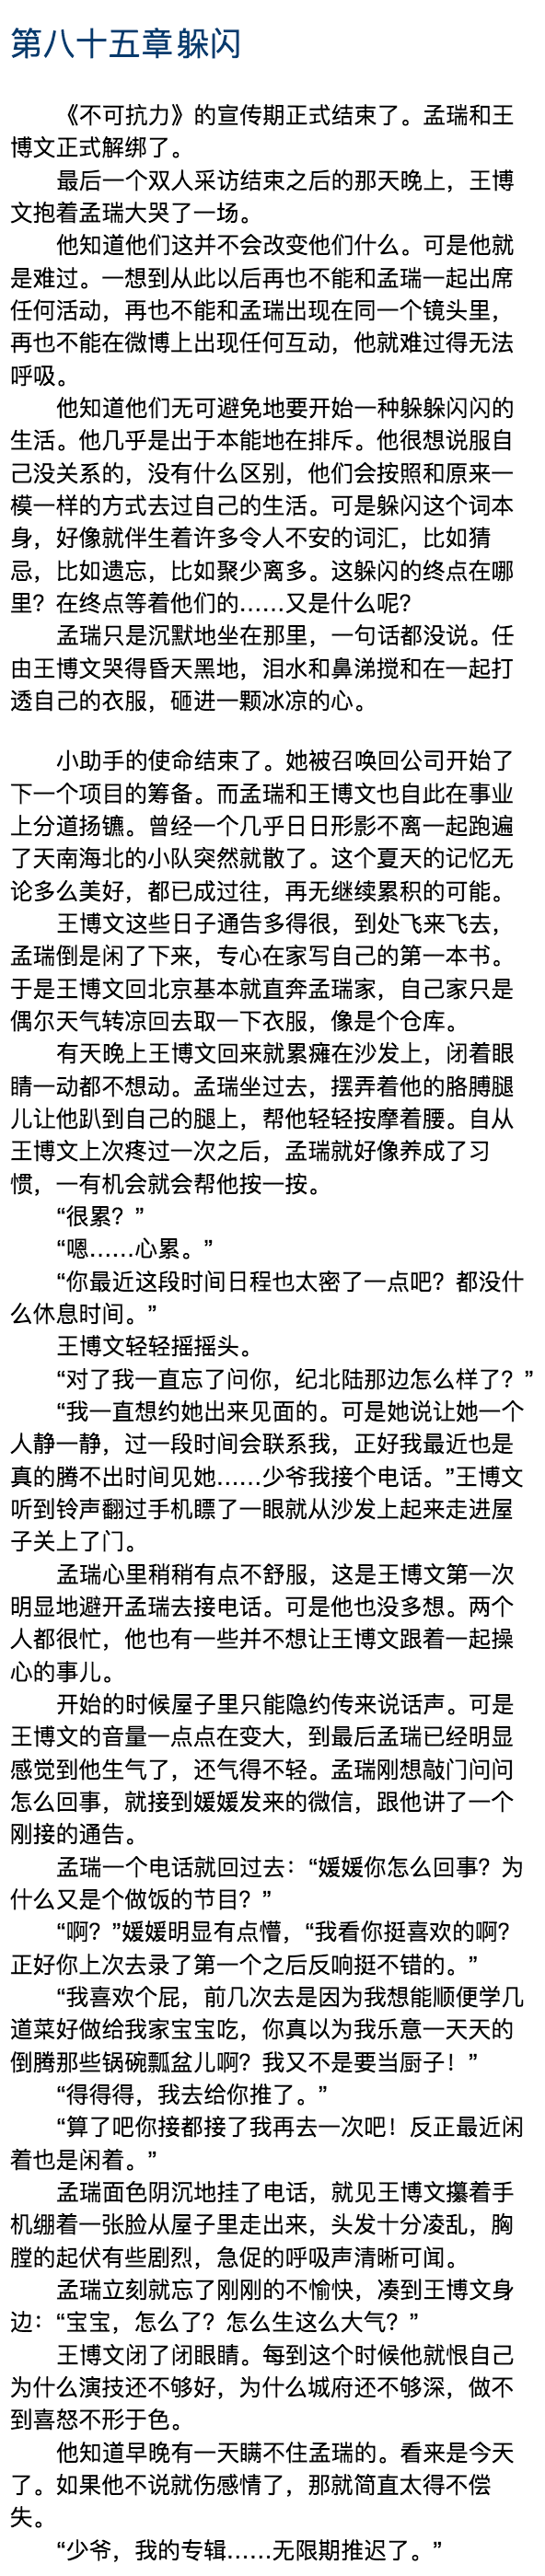 第八十五章躲闪
《不可抗力》的宣传期正式结束了。孟瑞和王
博文正式解绑了。
最后一个双人采访结束之后的那天晚上，王博
文抱着孟瑞大哭了一场。
他知道他们这并不会改变他们什么。可是他就
是难过。一想到从此以后再也不能和孟瑞一起出席
任何活动，再也不能和孟瑞出现在同一个镜头里，
再也不能在微博上出现任何互动，他就难过得无法
呼吸。
他知道他们无可避免地要开始一种躲躲闪闪的
生活。他几乎是出于本能地在排斥。他很想说服自
己没关系的，没有什么区别，他们会按照和原来一
模一样的方式去过自己的生活。可是躲闪这个词本
身，好像就伴生着许多令人不安的词汇，比如猜
忌，比如遗忘，比如聚少离多。这躲闪的终点在哪
里？在终点等着他们的……又是什么呢？
孟瑞只是沉默地坐在那里，一句话都没说。任
由王博文哭得昏天黑地，泪水和鼻涕搅和在一起打
透自己的衣服，砸进一颗冰凉的心。
小助手的使命结束了。她被召唤回公司开始了
下一个项目的筹备。而孟瑞和王博文也自此在事业
上分道扬镳。曾经一个几乎日日形影不离一起跑遍
了天南海北的小队突然就散了。这个夏天的记忆无
论多么美好，都已成过往，再无继续累积的可能。
王博文这些日子通告多得很，到处飞来飞去，
孟瑞倒是闲了下来，专心在家写自己的第一本书。
于是王博文回北京基本就直奔孟瑞家，自己家只是
偶尔天气转凉回去取一下衣服，像是个仓库。
有天晚上王博文回来就累瘫在沙发上，闭着眼
睛一动都不想动。孟瑞坐过去，摆弄着他的胳膊腿
儿让他趴到自己的腿上，帮他轻轻按摩着腰。自从
王博文上次疼过一次之后，孟瑞就好像养成了习
惯，一有机会就会帮他按一按。
“很累？”
“嗯……心累。”
“你最近这段时间日程也太密了一点吧？都没什
么休息时间。”
王博文轻轻摇摇头。
“对了我一直忘了问你，纪北陆那边怎么样了？”
“我一直想约她出来见面的。可是她说让她一个
人静一静，过一段时间会联系我，正好我最近也是
真的腾不出时间见她……少爷我接个电话。”王博文
听到铃声翻过手机瞟了一眼就从沙发上起来走进屋
子关上了门。
孟瑞心里稍稍有点不舒服，这是王博文第一次
明显地避开孟瑞去接电话。可是他也没多想。两个
人都很忙，他也有一些并不想让王博文跟着一起操
心的事儿。
开始的时候屋子里只能隐约传来说话声。可是
王博文的音量一点点在变大，到最后孟瑞已经明显
感觉到他生气了，还气得不轻。孟瑞刚想敲门问问
怎么回事，就接到媛媛发来的微信，跟他讲了一个
刚接的通告。
孟瑞一个电话就回过去：“媛媛你怎么回事？为
什么又是个做饭的节目？”
“啊？”媛媛明显有点懵，“我看你挺喜欢的啊？
正好你上次去录了第一个之后反响挺不错的。”
“我喜欢个屁，前几次去是因为我想能顺便学几
道菜好做给我家宝宝吃，你真以为我乐意一天天的
倒腾那些锅碗瓢盆儿啊？我又不是要当厨子！”
“得得得，我去给你推了。”
“算了吧你接都接了我再去一次吧！反正最近闲
着也是闲着。”
孟瑞面色阴沉地挂了电话，就见王博文攥着手
机绷着一张脸从屋子里走出来，头发十分凌乱，胸
膛的起伏有些剧烈，急促的呼吸声清晰可闻。
孟瑞立刻就忘了刚刚的不愉快，凑到王博文身
边：“宝宝，怎么了？怎么生这么大气？”
王博文闭了闭眼睛。每到这个时候他就恨自己
为什么演技还不够好，为什么城府还不够深，做不
到喜怒不形于色。
他知道早晚有一天瞒不住孟瑞的。看来是今天
了。如果他不说就伤感情了，那就简直太得不偿
失。
“少爷，我的专辑……无限期推迟了。”